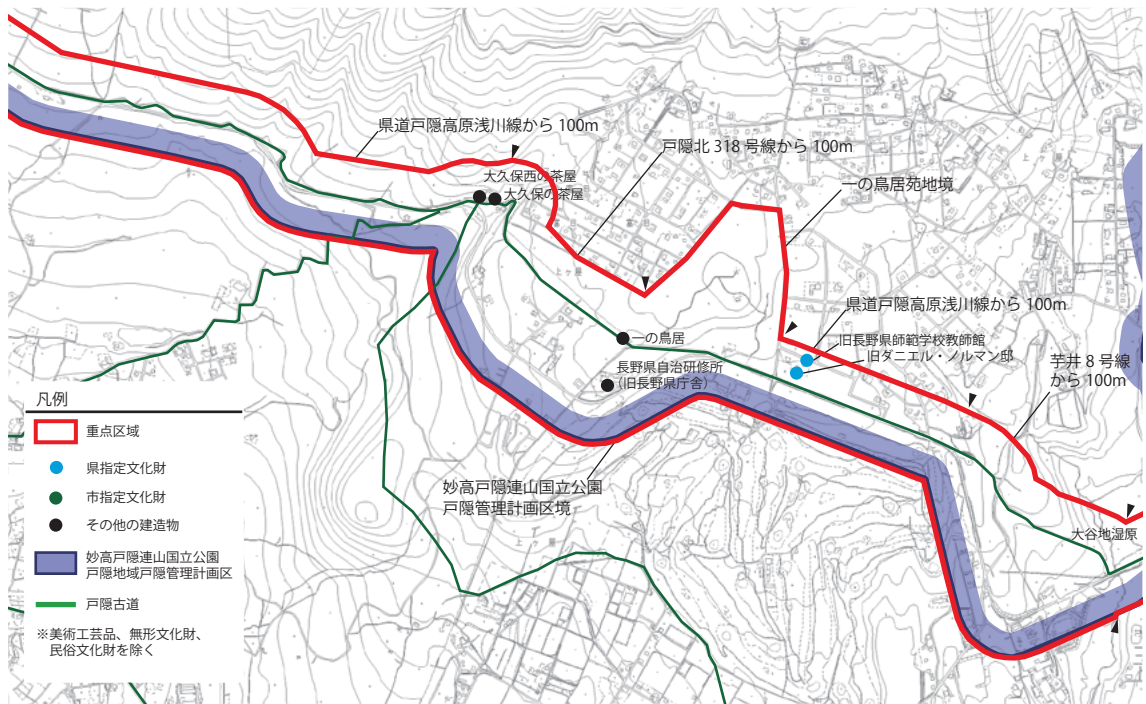 県道戸隠高原浅川線から 100m
戸隠北 318 号線から 100m
大久保西の茶屋
大久保の茶屋
一の鳥居苑地境
上ヶ屋
県道戸隠高原浅川線から 100m
一の鳥居
旧長野県師範学校教師館
旧ダニエル・ノルマン邸
長野県自治研修所
（旧長野県庁舎）
芋井 8 号線
から 100m
妙高戸隠連山国立公園
戸隠管理計画区境
大谷地湿原
凡例
重点区域
県指定文化財
市指定文化財
その他の建造物
妙高戸隠連山国立公園
戸隠地域戸隠管理計画区
戸隠古道
※美術工芸品、無形文化財、
民俗文化財を除く